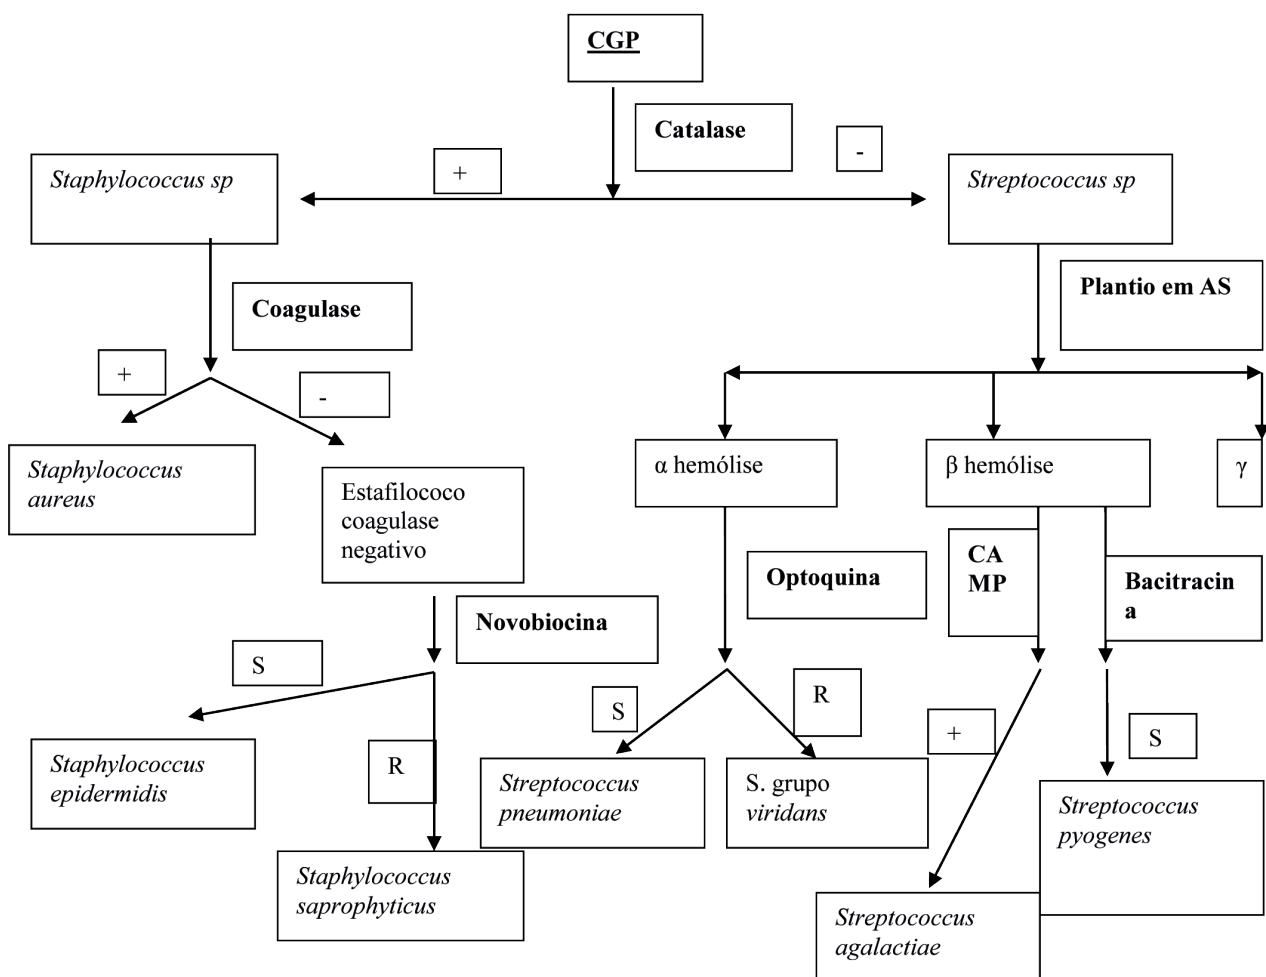 CGP
Catalase
+
-
Staphylococcus sp
Streptococcus sp
Coagulase
Plantio em AS
+
-
Staphylococcus
aureus
Estafilococo
coagulase
negativo
α hemólise
β hemólise
γ
Novobiocina
Optoquina
CA
MP
Bacitracin
a
S
R
S
R
+
S
Staphylococcus
epidermidis
Staphylococcus
saprophyticus
Streptococcus
pneumoniae
S. grupo
viridans
Streptococcus
agalactiae
Streptococcus
pyogenes